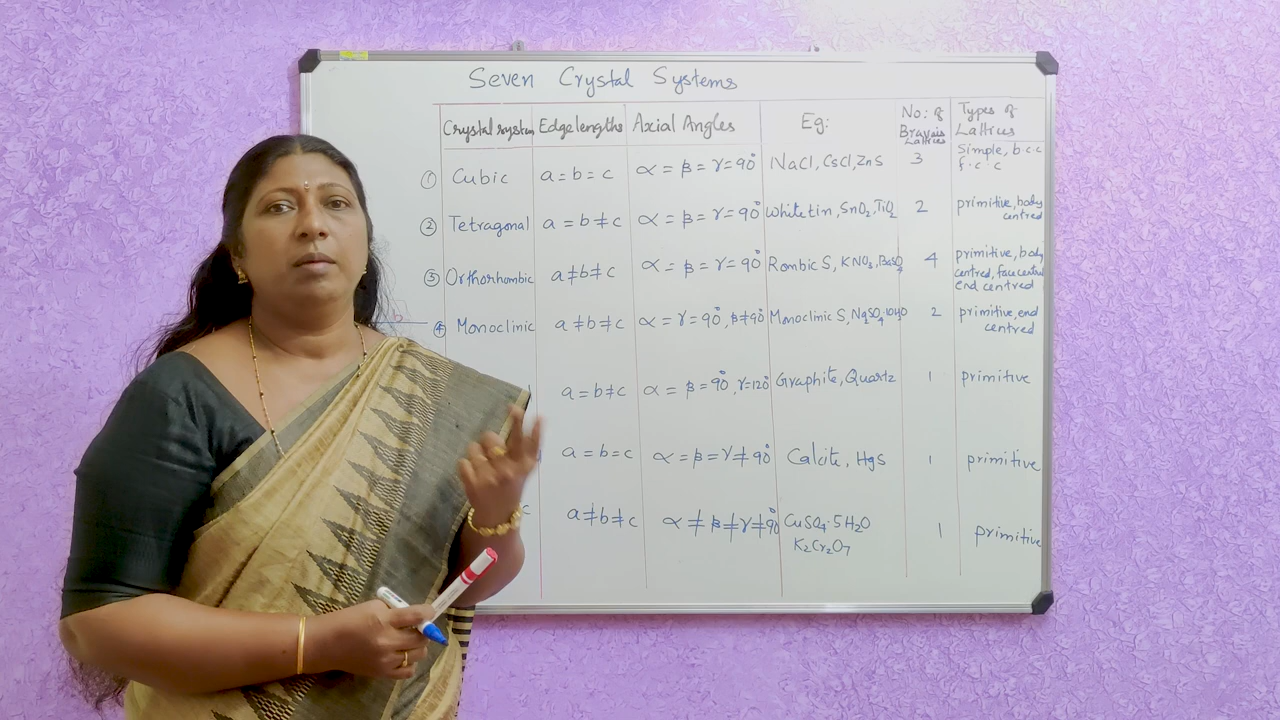 Seven Crystal Systems
Crystal system Edge lengths Axial Angles Eg: No: of Bravais Lattices Types of Lattices
① Cubic a = b = c α = β = γ = 90° NaCl, CsCl, ZnS 3 Simple, b.c.c f.c.c
② Tetragonal a = b ≠ c α = β = γ = 90° White tin, SnO₂, TiO₂ 2 primitive, body centred
③ Orthorhombic a ≠ b ≠ c α = β = γ = 90° Rombic S, KNO₃, BaSO₄ 4 primitive, body centred, face centred end centred
④ Monoclinic a ≠ b ≠ c α = γ = 90°, β ≠ 90° Monoclinic S, Na₂SO₄·10H₂O 2 primitive, end centred
a = b ≠ c α = β = 90°, γ = 120° Graphite, Quartz 1 primitive
a = b = c α = β = γ ≠ 90° Calcite, HgS 1 primitive
c a ≠ b ≠ c α ≠ β ≠ γ ≠ 90° CuSO₄·5H₂O K₂Cr₂O₇ 1 primitive